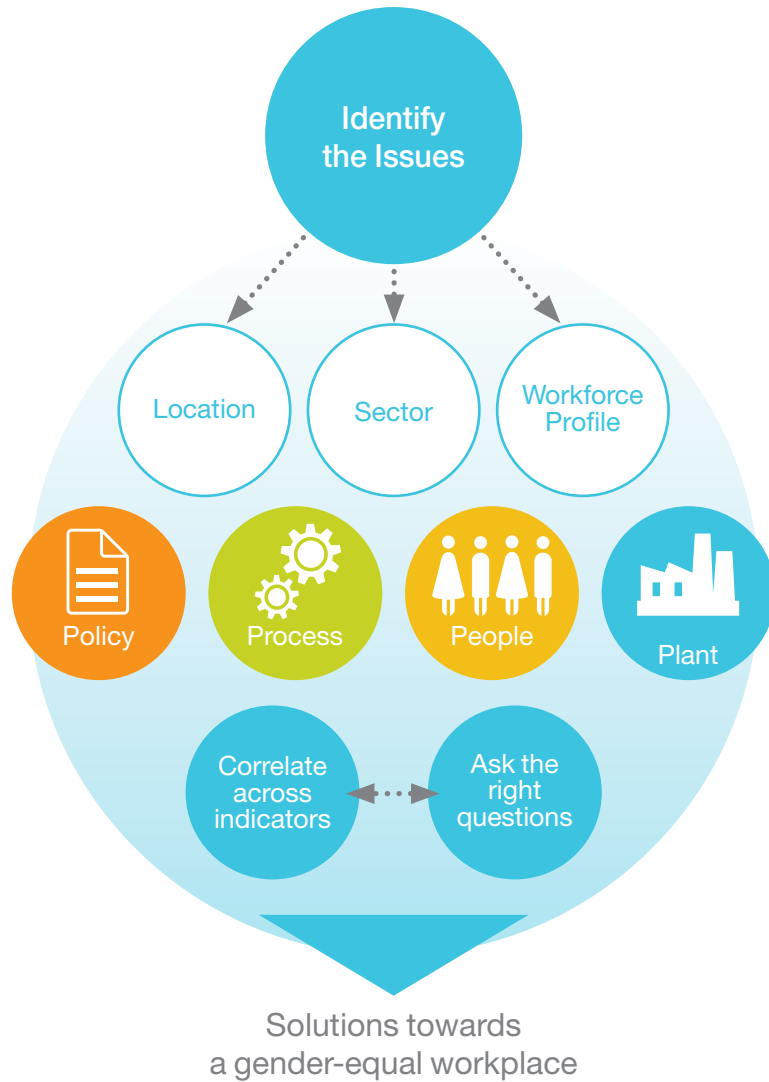 Identify
the Issues
Location
Sector
Workforce
Profile
Policy
Process
People
Plant
Correlate
across
indicators
Ask the
right
questions
Solutions towards
a gender-equal workplace